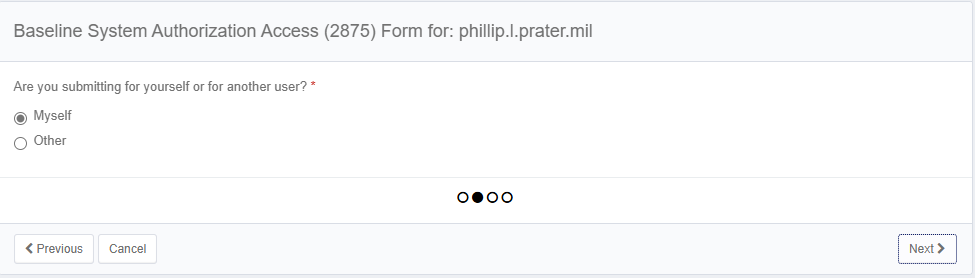 Baseline System Authorization Access (2875) Form for: phillip.l.prater.mil
Are you submitting for yourself or for another user? *
Myself
Other
Previous Cancel Next